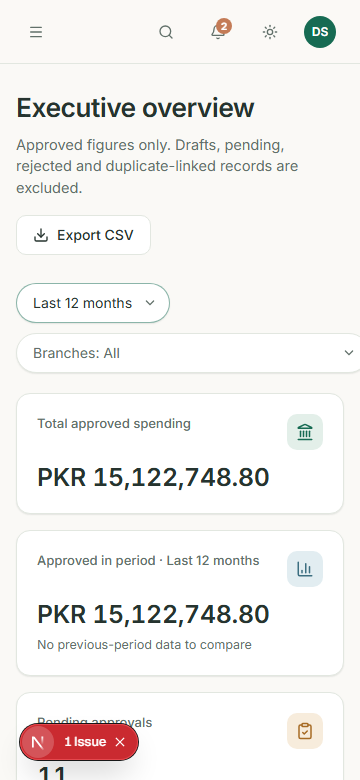 2
DS
Executive overview
Approved figures only. Drafts, pending,
rejected and duplicate-linked records are
excluded.
Export CSV
Last 12 months
Branches: All
Total approved spending
PKR 15,122,748.80
Approved in period · Last 12 months
PKR 15,122,748.80
No previous-period data to compare
Pending approvals
N 1 Issue
11